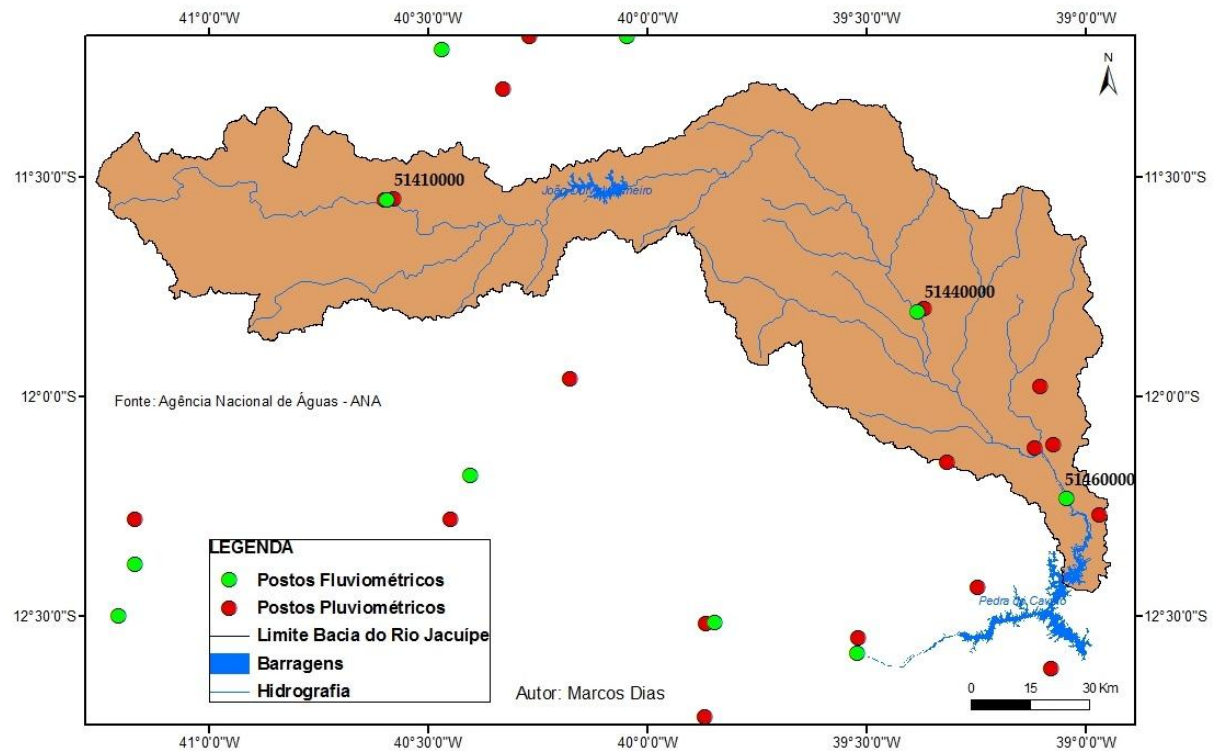 41°0'0"W 40°30'0"W 40°0'0"W 39°30'0"W 39°0'0"W
N
11°30'0"S 11°30'0"S
51410000
51440000
12°0'0"S 12°0'0"S
Fonte: Agência Nacional de Águas - ANA
51460000
LEGENDA
Postos Fluviométricos
Postos Pluviométricos
Limite Bacia do Rio Jacuípe
Barragens
Hidrografia
12°30'0"S 12°30'0"S
Pedra do Cavalo
Autor: Marcos Dias
0 15 30 Km
41°0'0"W 40°30'0"W 40°0'0"W 39°30'0"W 39°0'0"W